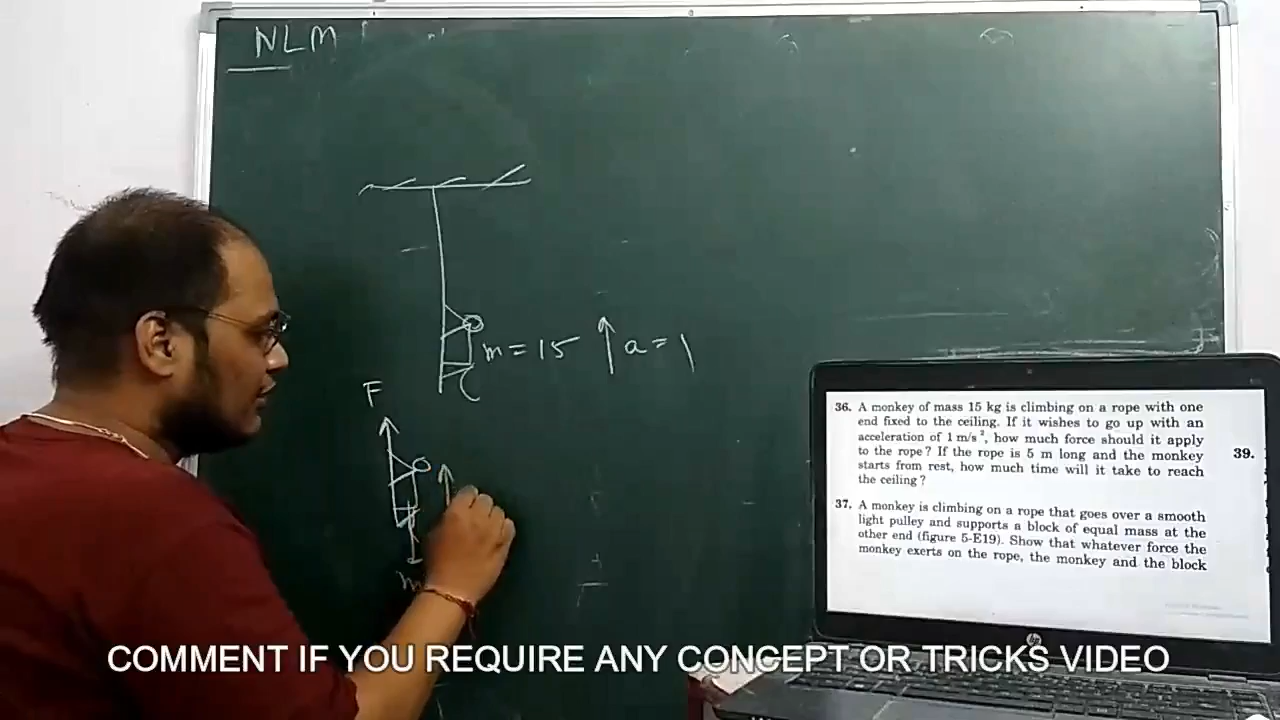 NLM
m = 15 a = 1
F
m
36. A monkey of mass 15 kg is climbing on a rope with one
end fixed to the ceiling. If it wishes to go up with an
acceleration of 1 m/s², how much force should it apply
to the rope? If the rope is 5 m long and the monkey
starts from rest, how much time will it take to reach
the ceiling?
39.
37. A monkey is climbing on a rope that goes over a smooth
light pulley and supports a block of equal mass at the
other end (figure 5-E19). Show that whatever force the
monkey exerts on the rope, the monkey and the block
hp
COMMENT IF YOU REQUIRE ANY CONCEPT OR TRICKS VIDEO